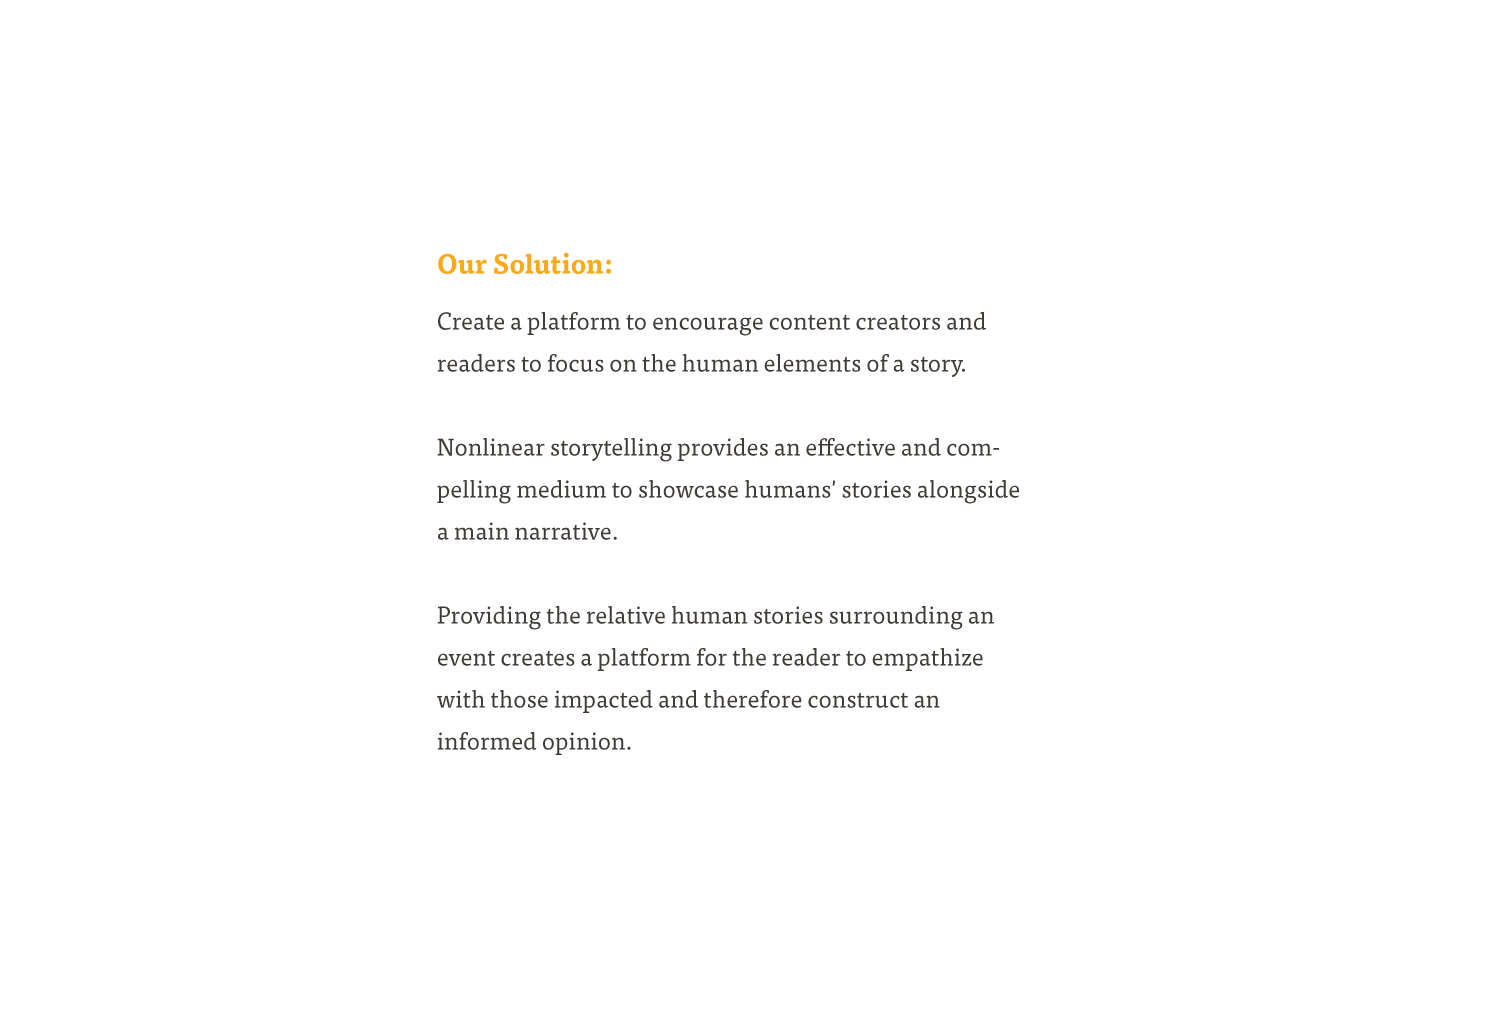 Our Solution:
Create a platform to encourage content creators and
readers to focus on the human elements of a story.
Nonlinear storytelling provides an effective and com-
pelling medium to showcase humans' stories alongside
a main narrative.
Providing the relative human stories surrounding an
event creates a platform for the reader to empathize
with those impacted and therefore construct an
informed opinion.